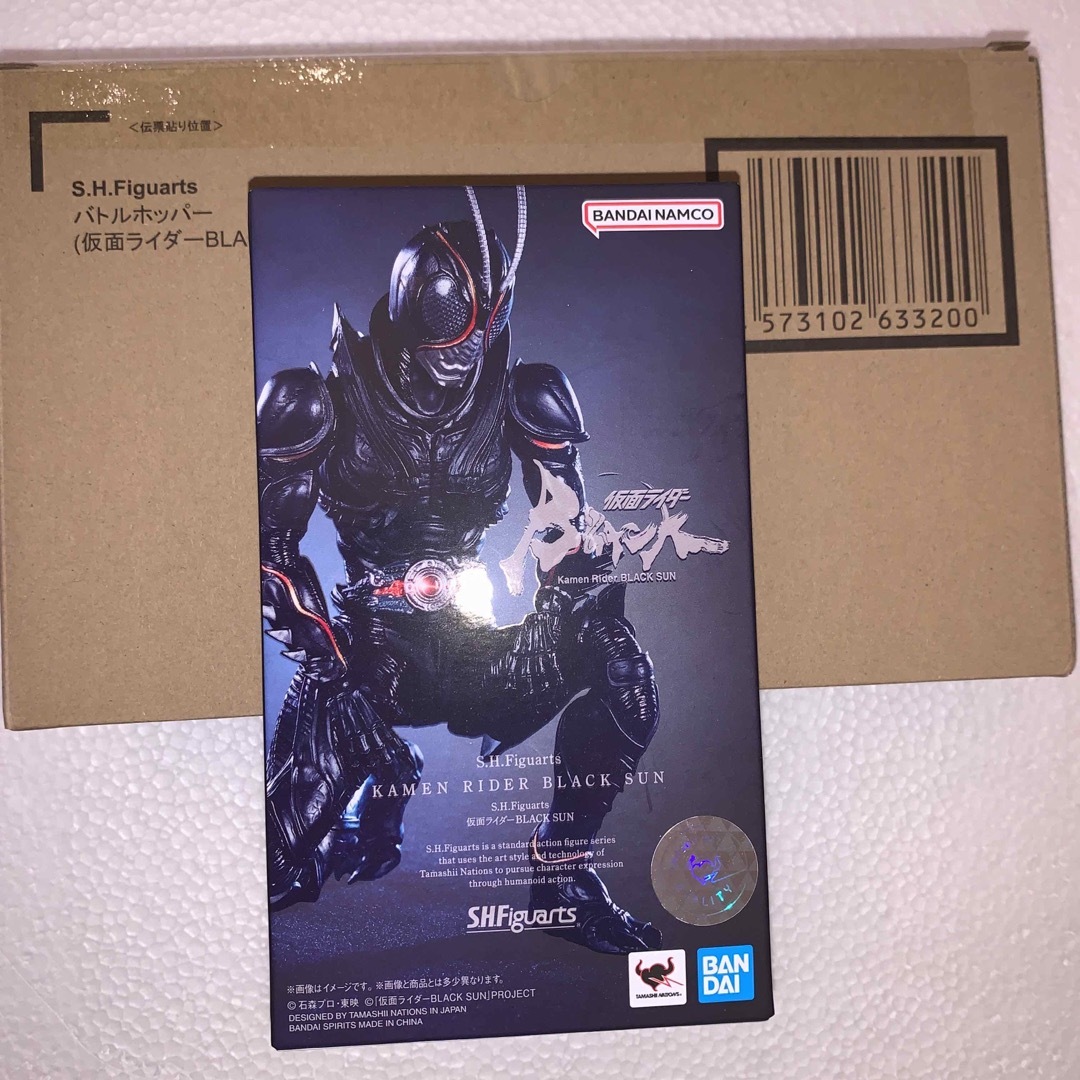 <伝票貼り位置>
S.H.Figuarts
バトルホッパー
(仮面ライダーBLA
573102 633200
BANDAI NAMCO
仮面ライダー
BLACK SUN
Kamen Rider BLACK SUN
S.H.Figuarts
KAMEN RIDER BLACK SUN
S.H.Figuarts
仮面ライダーBLACK SUN
S.H.Figuarts is a standard action figure series
that uses the art style and technology of
Tamashii Nations to pursue character expression
through humanoid action.
S.H.Figuarts
TAMASHII NATIONS
BAN
DAI
※画像はイメージです。 ※画像と商品とは多少異なります。
© 石森プロ・東映 ©「仮面ライダーBLACK SUN」PROJECT
DESIGNED BY TAMASHII NATIONS IN JAPAN
BANDAI SPIRITS MADE IN CHINA